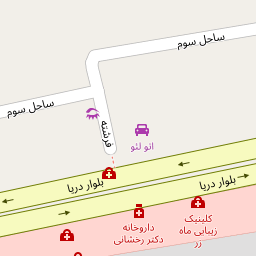 ساحل سوم
ساحل سوم
فرشته
اتو لئو
بلوار دریا
بلوار دریا
کلینیک
زیبایی ماه
زر
داروخانه
دکتر رخشانی